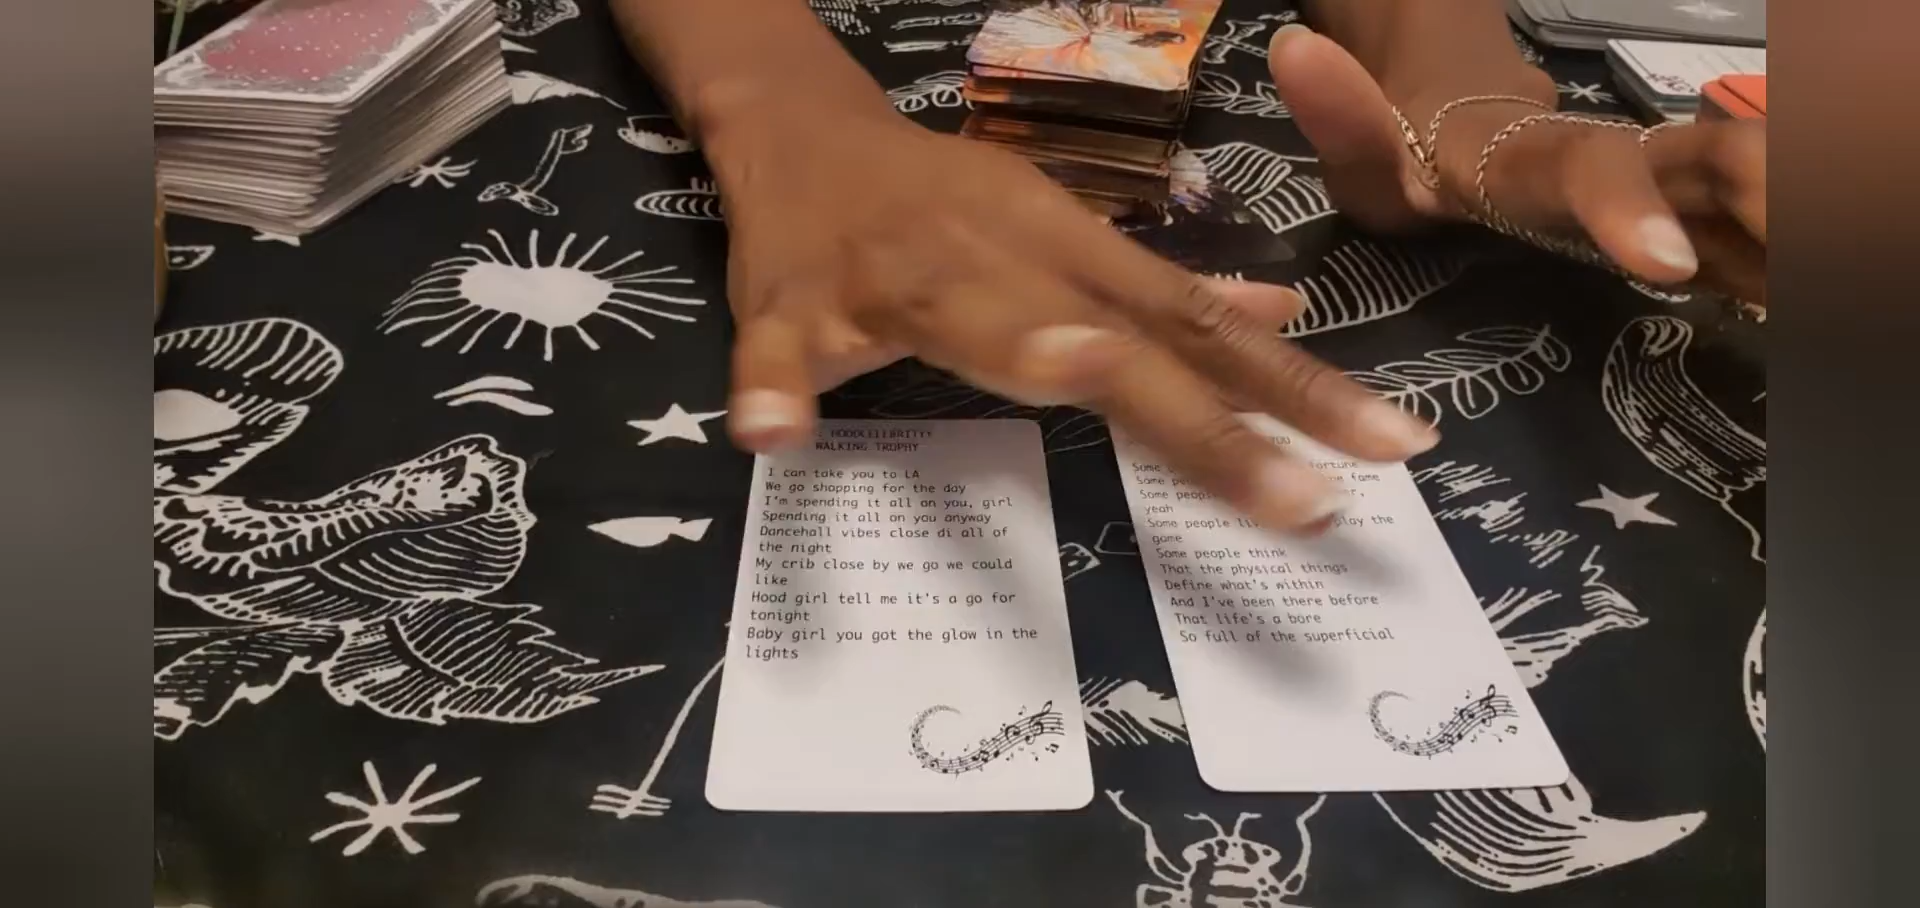 : HOODCELEBRITYY
WALKING TROPHY
I can take you to LA
We go shopping for the day
I'm spending it all on you, girl
Spending it all on you anyway
Dancehall vibes close di all of
the night
My crib close by we go we could
like
Hood girl tell me it's a go for
tonight
Baby girl you got the glow in the
lights
YOU
Some fortune
Some fame
Some people
yeah
Some people play the
game
Some people think
That the physical things
Define what's within
And I've been there before
That life's a bore
So full of the superficial